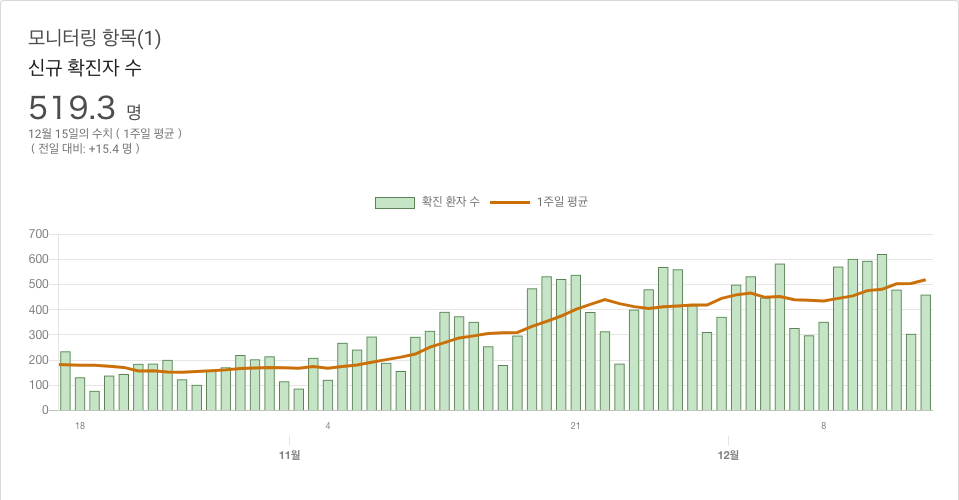 모니터링 항목(1)
신규 확진자 수
519.3 명
12월 15일의 수치 ( 1주일 평균 )
( 전일 대비: +15.4 명 )
확진 환자 수 1주일 평균
700
600
500
400
300
200
100
0
18 4 21 8
11월 12월